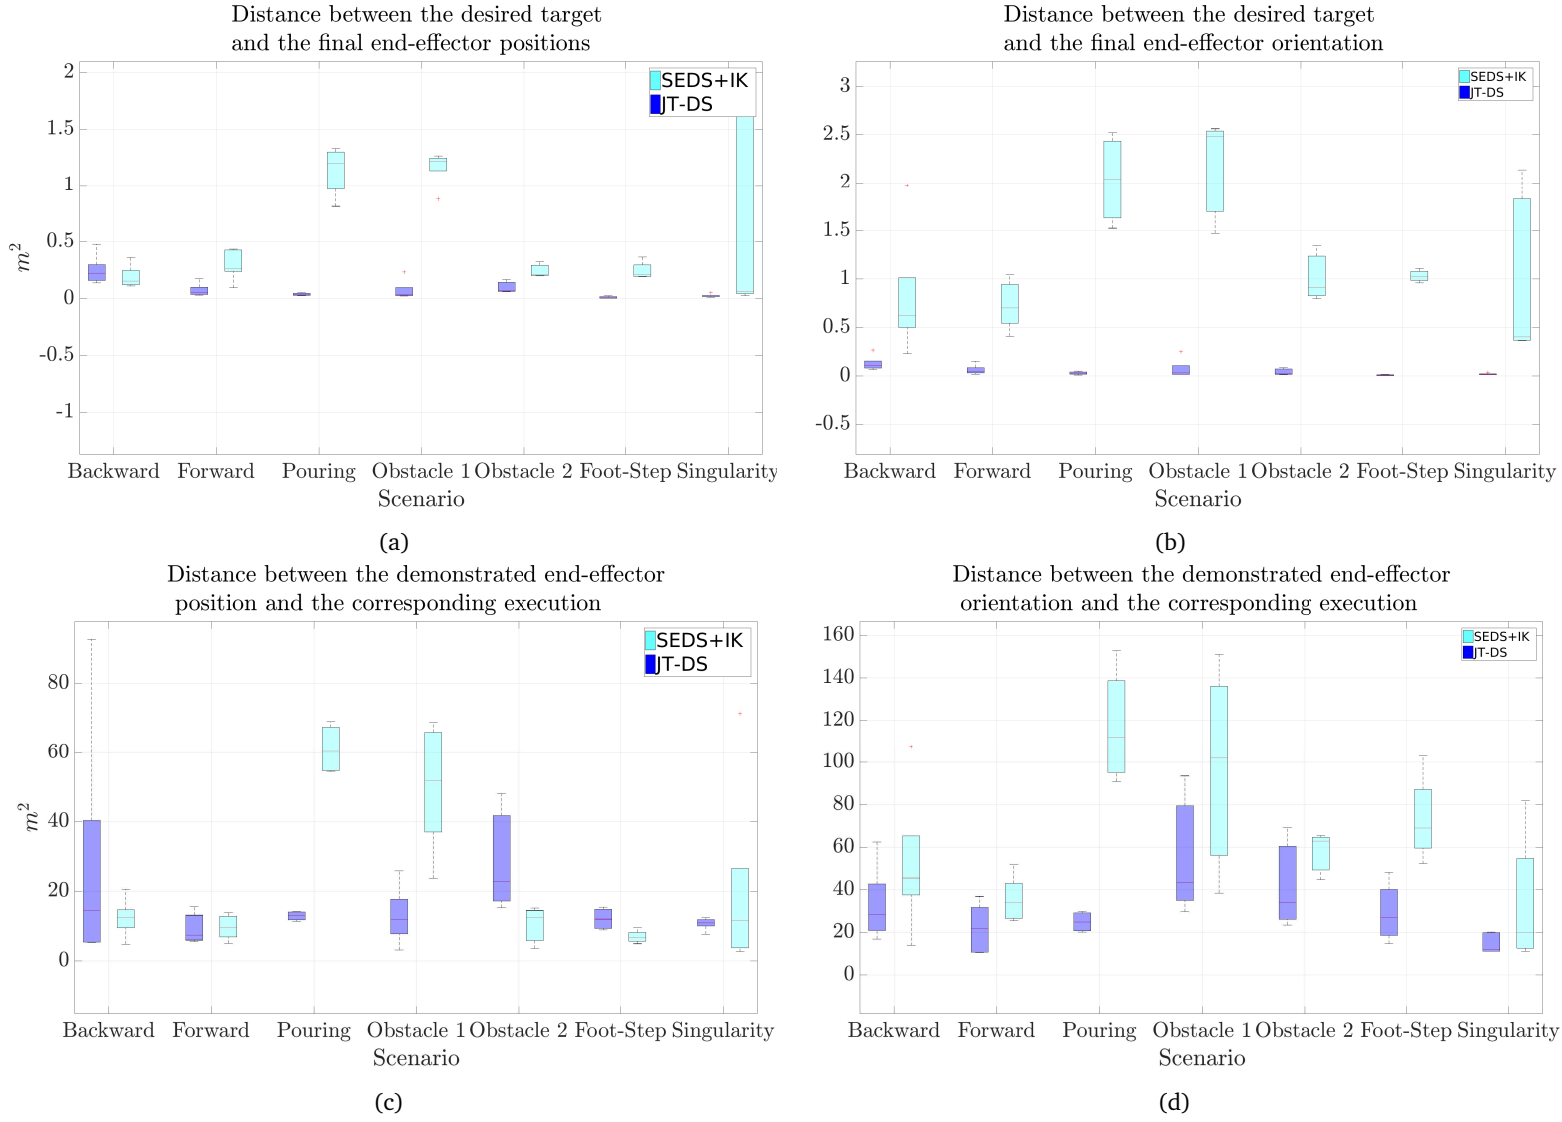 Distance between the desired target
and the final end-effector positions
SEDS+IK
JT-DS
2
1.5
1
0.5
0
-0.5
-1
m²
Backward Forward Pouring Obstacle 1 Obstacle 2 Foot-Step Singularity
Scenario
(a)
Distance between the desired target
and the final end-effector orientation
SEDS+IK
JT-DS
3
2.5
2
1.5
1
0.5
0
-0.5
Backward Forward Pouring Obstacle 1 Obstacle 2 Foot-Step Singularity
Scenario
(b)
Distance between the demonstrated end-effector
position and the corresponding execution
SEDS+IK
JT-DS
80
60
40
20
0
m²
Backward Forward Pouring Obstacle 1 Obstacle 2 Foot-Step Singularity
Scenario
(c)
Distance between the demonstrated end-effector
orientation and the corresponding execution
SEDS+IK
JT-DS
160
140
120
100
80
60
40
20
0
Backward Forward Pouring Obstacle 1 Obstacle 2 Foot-Step Singularity
Scenario
(d)